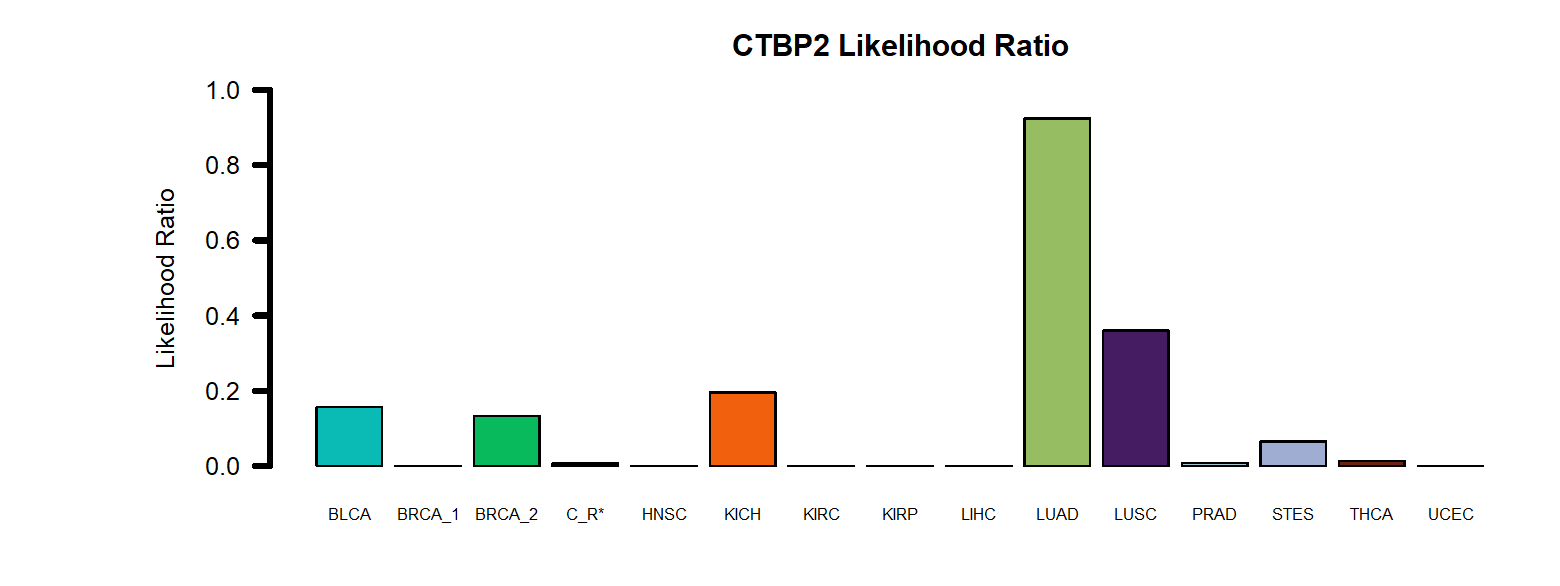 CTBP2 Likelihood Ratio
1.0
0.8
0.6
0.4
0.2
0.0
Likelihood Ratio
BLCA BRCA_1 BRCA_2 C_R* HNSC KICH KIRC KIRP LIHC LUAD LUSC PRAD STES THCA UCEC